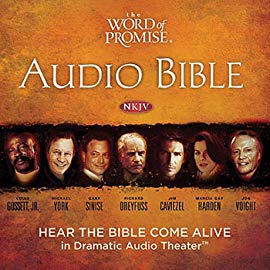 the
WORD of
PROMISE®
AUDIO BIBLE
NKJV
LOUIS GOSSETT, JR.
MICHAEL YORK
GARY SINISE
RICHARD DREYFUSS
JIM CAVIEZEL
MARCIA GAY HARDEN
JON VOIGHT
HEAR THE BIBLE COME ALIVE
in Dramatic Audio Theater™